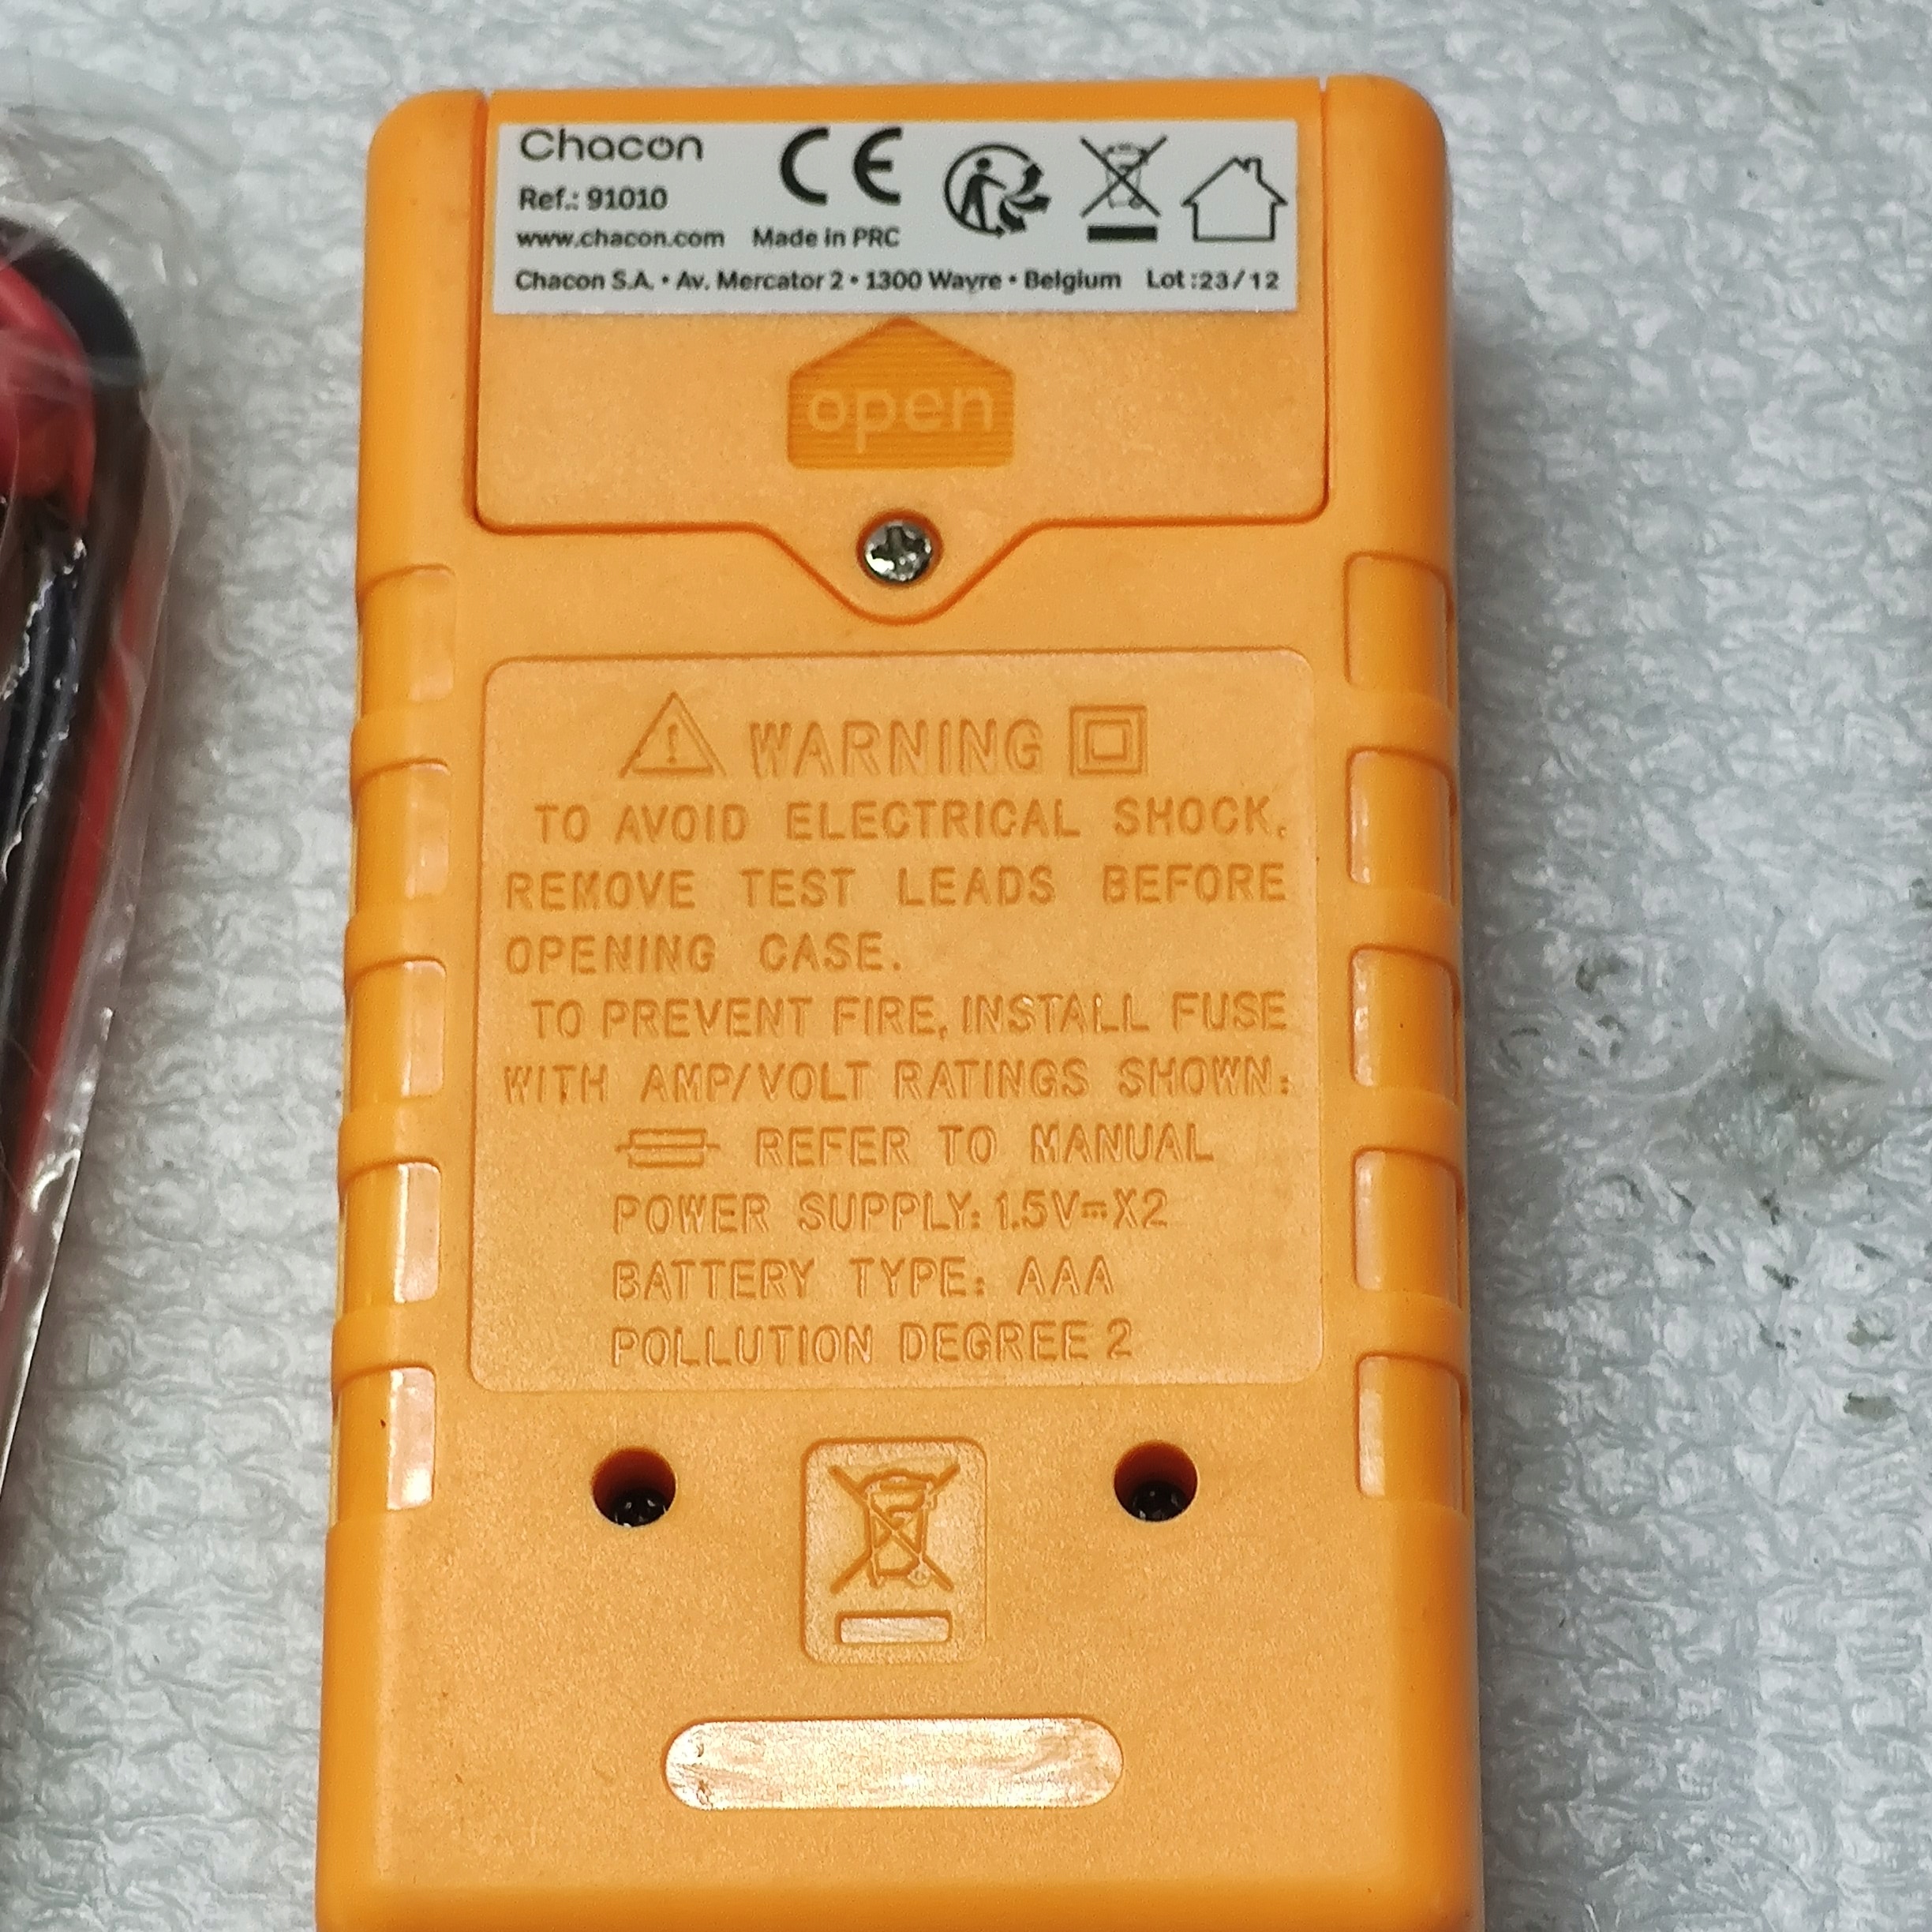 Chacon
CE
Ref.: 91010
www.chacon.com Made in PRC
Chacon S.A. • Av. Mercator 2 • 1300 Wavre • Belgium Lot :23/12
open
WARNING
TO AVOID ELECTRICAL SHOCK,
REMOVE TEST LEADS BEFORE
OPENING CASE.
TO PREVENT FIRE, INSTALL FUSE
WITH AMP/VOLT RATINGS SHOWN:
REFER TO MANUAL
POWER SUPPLY: 1.5V⎓X2
BATTERY TYPE: AAA
POLLUTION DEGREE 2